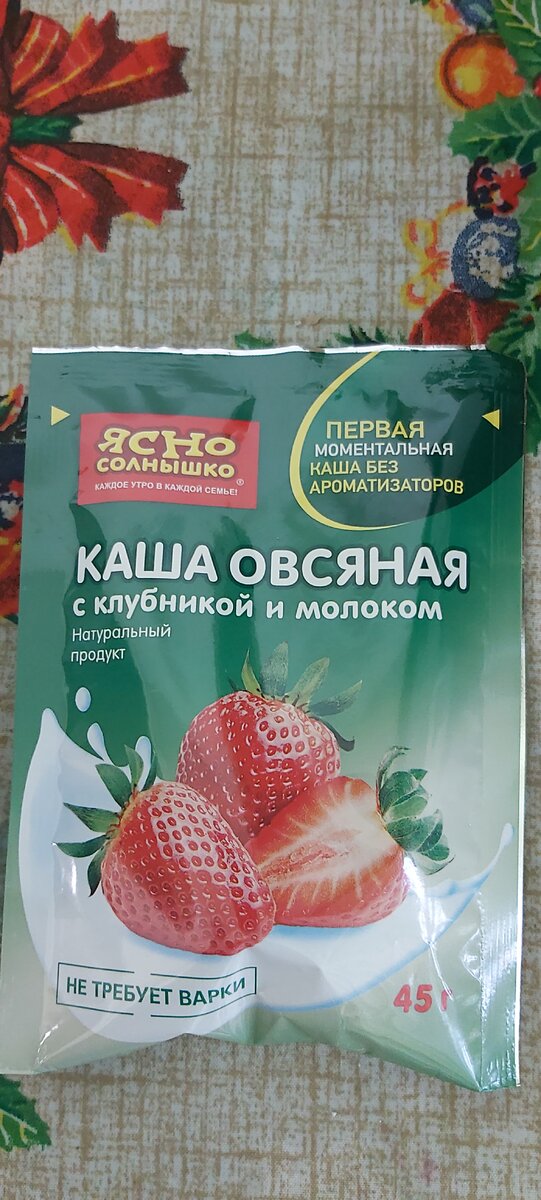 ЯСНО
СОЛНЫШКО®
КАЖДОЕ УТРО В КАЖДОЙ СЕМЬЕ!
ПЕРВАЯ
МОМЕНТАЛЬНАЯ
КАША БЕЗ
АРОМАТИЗАТОРОВ
КАША ОВСЯНАЯ
с клубникой и молоком
Натуральный
продукт
НЕ ТРЕБУЕТ ВАРКИ
45 г